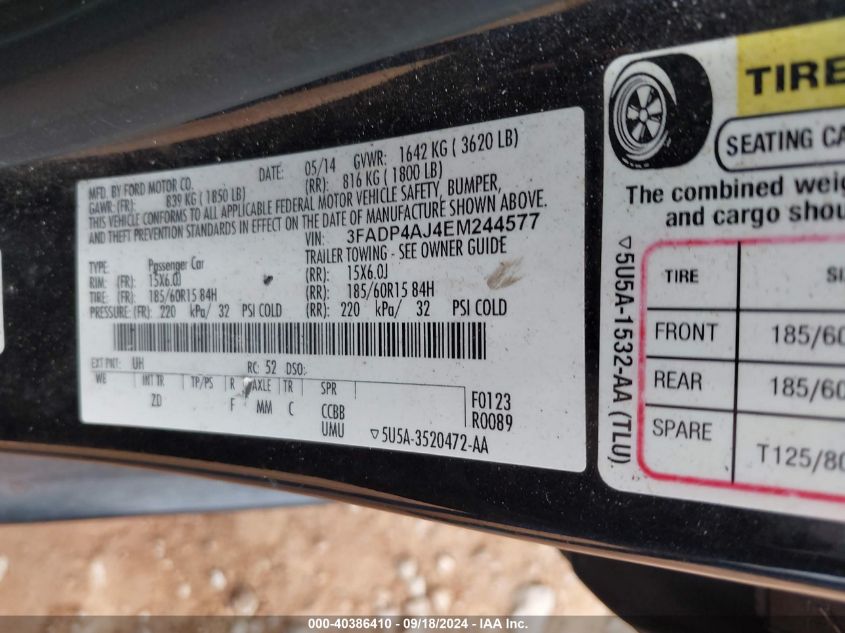 MFD. BY FORD MOTOR CO.
DATE: 05/14 GVWR: 1642 KG ( 3620 LB)
GAWR: (FR): 839 KG ( 1850 LB) (RR): 816 KG ( 1800 LB)
THIS VEHICLE CONFORMS TO ALL APPLICABLE FEDERAL MOTOR VEHICLE SAFETY, BUMPER,
AND THEFT PREVENTION STANDARDS IN EFFECT ON THE DATE OF MANUFACTURE SHOWN ABOVE.
VIN: 3FADP4AJ4EM244577
TYPE: Passenger Car TRAILER TOWING - SEE OWNER GUIDE
RIM: (FR): 15X6.0J (RR): 15X6.0J
TIRE: (FR): 185/60R15 84H (RR): 185/60R15 84H
PRESSURE: (FR): 220 kPa/ 32 PSI COLD (RR): 220 kPa/ 32 PSI COLD
EXT PNT: UH RC: 52 DSO:
WB INT TR TP/PS R AXLE TR SPR
ZD F MM C CCBB F0123
UMU R0089
▽5U5A-3520472-AA
TIRE
SEATING CA
The combined weig
and cargo shou
TIRE SI
FRONT 185/60
REAR 185/60
SPARE T125/80
▽5U5A-1532-AA (TLU)
000-40386410 - 09/18/2024 - IAA Inc.